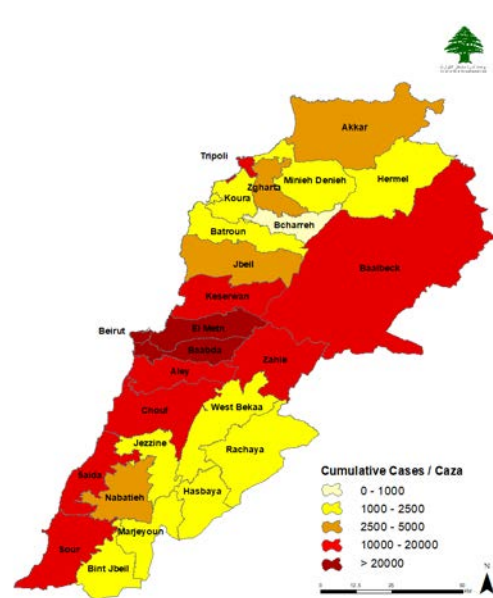 Akkar
Tripoli
Zgharta
Minieh Denieh
Hermel
Koura
Bcharreh
Batroun
Baalbeck
Jbeil
Keserwan
El Metn
Beirut
Baabda
Zahle
Aley
Chouf
West Bekaa
Jezzine
Rachaya
Saida
Hasbaya
Nabatieh
Marjeyoun
Sour
Bint Jbeil
Cumulative Cases / Caza
0 - 1000
1000 - 2500
2500 - 5000
10000 - 20000
> 20000
N